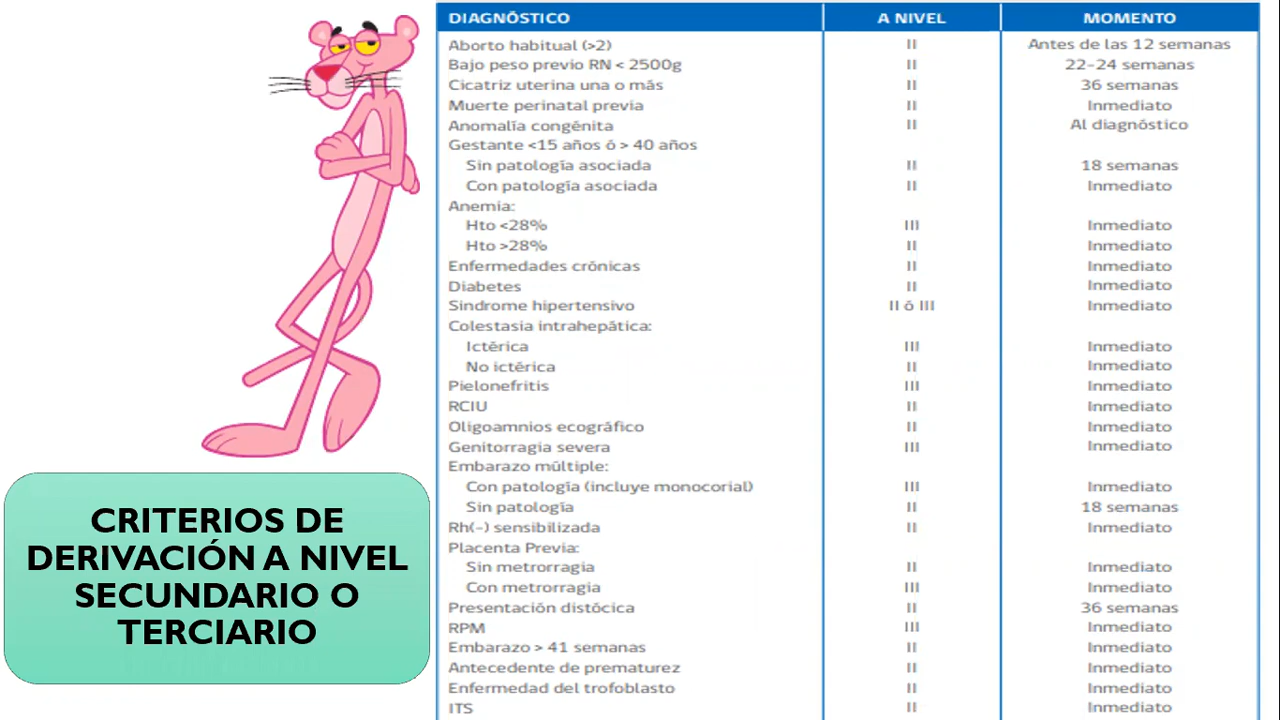 DIAGNÓSTICO A NIVEL MOMENTO
Aborto habitual (>2) II Antes de las 12 semanas
Bajo peso previo RN < 2500g II 22-24 semanas
Cicatriz uterina una o más II 36 semanas
Muerte perinatal previa II Inmediato
Anomalía congénita II Al diagnóstico
Gestante <15 años ó > 40 años
Sin patología asociada II 18 semanas
Con patología asociada II Inmediato
Anemia:
Hto <28% III Inmediato
Hto >28% II Inmediato
Enfermedades crónicas II Inmediato
Diabetes II Inmediato
Sindrome hipertensivo II ó III Inmediato
Colestasia intrahepática:
Ictérica III Inmediato
No ictérica II Inmediato
Pielonefritis III Inmediato
RCIU II Inmediato
Oligoamnios ecográfico II Inmediato
Genitorragia severa III Inmediato
Embarazo múltiple:
Con patología (incluye monocorial) III Inmediato
Sin patología II 18 semanas
Rh(-) sensibilizada II Inmediato
Placenta Previa:
Sin metrorragia II Inmediato
Con metrorragia III Inmediato
Presentación distócica II 36 semanas
RPM III Inmediato
Embarazo > 41 semanas II Inmediato
Antecedente de prematurez II Inmediato
Enfermedad del trofoblasto II Inmediato
ITS II Inmediato
CRITERIOS DE
DERIVACIÓN A NIVEL
SECUNDARIO O
TERCIARIO